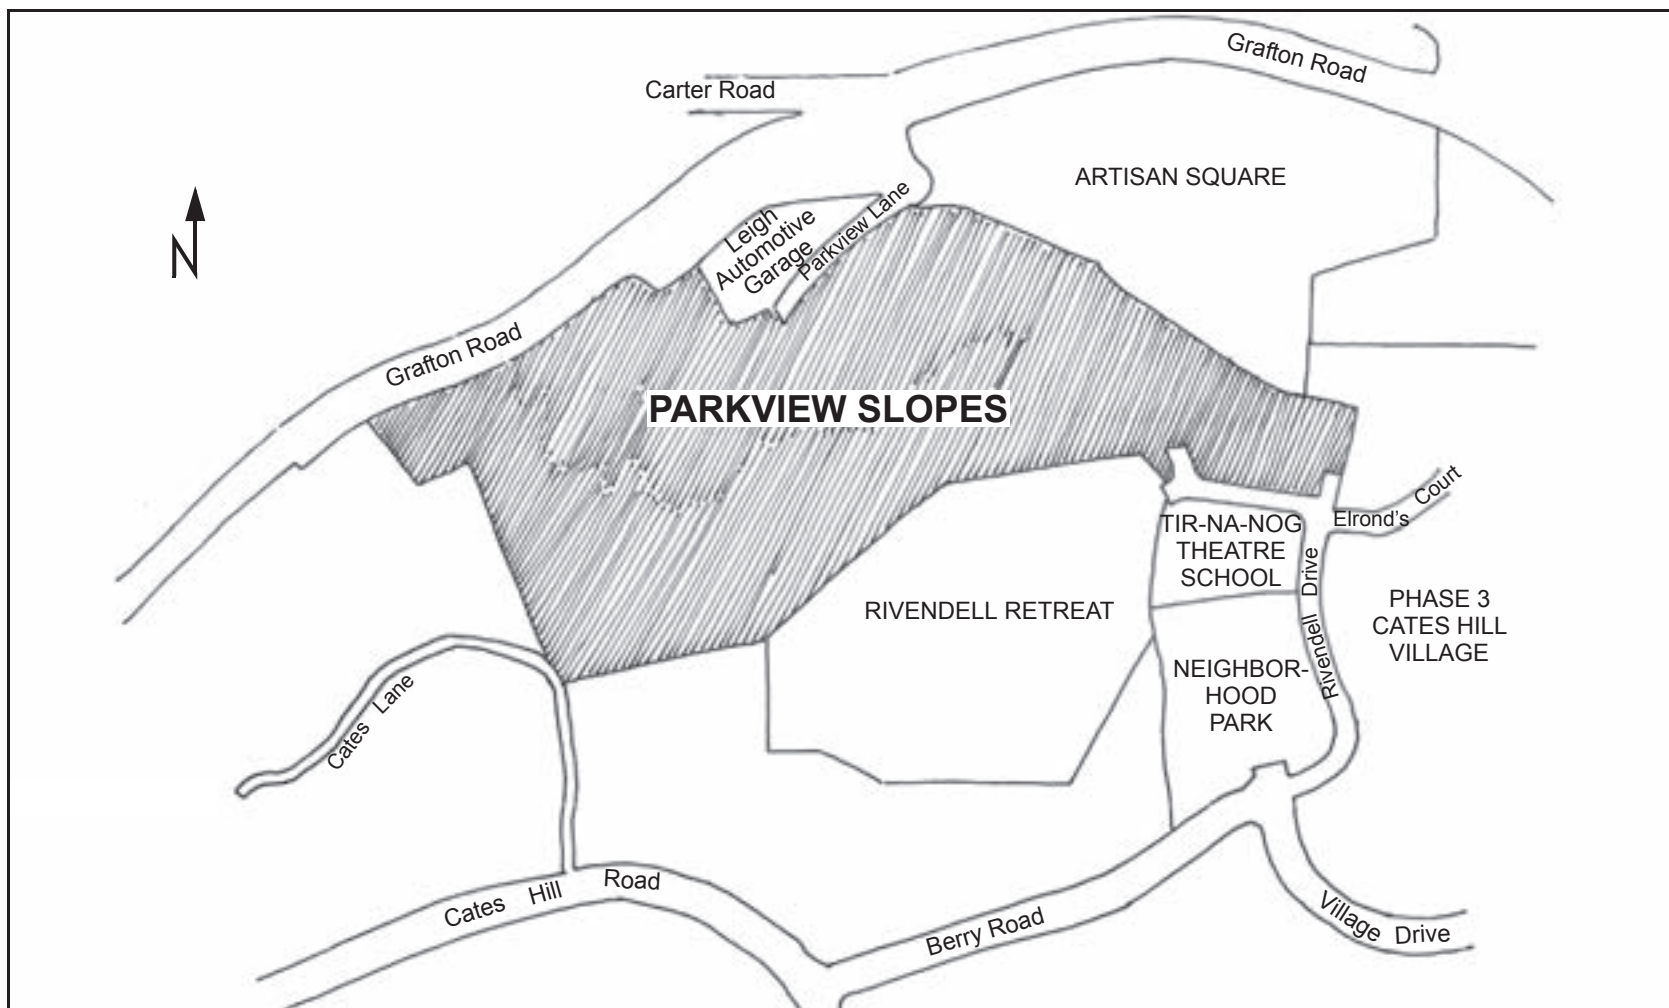 Grafton Road
Carter Road
ARTISAN SQUARE
Leigh
Automotive
Garage
Parkview Lane
N
Grafton Road
PARKVIEW SLOPES
Elrond's Court
TIR-NA-NOG
THEATRE
SCHOOL
Rivendell Drive
RIVENDELL RETREAT
PHASE 3
CATES HILL
VILLAGE
NEIGHBOR-
HOOD
PARK
Cates Lane
Cates Hill Road
Berry Road
Village Drive